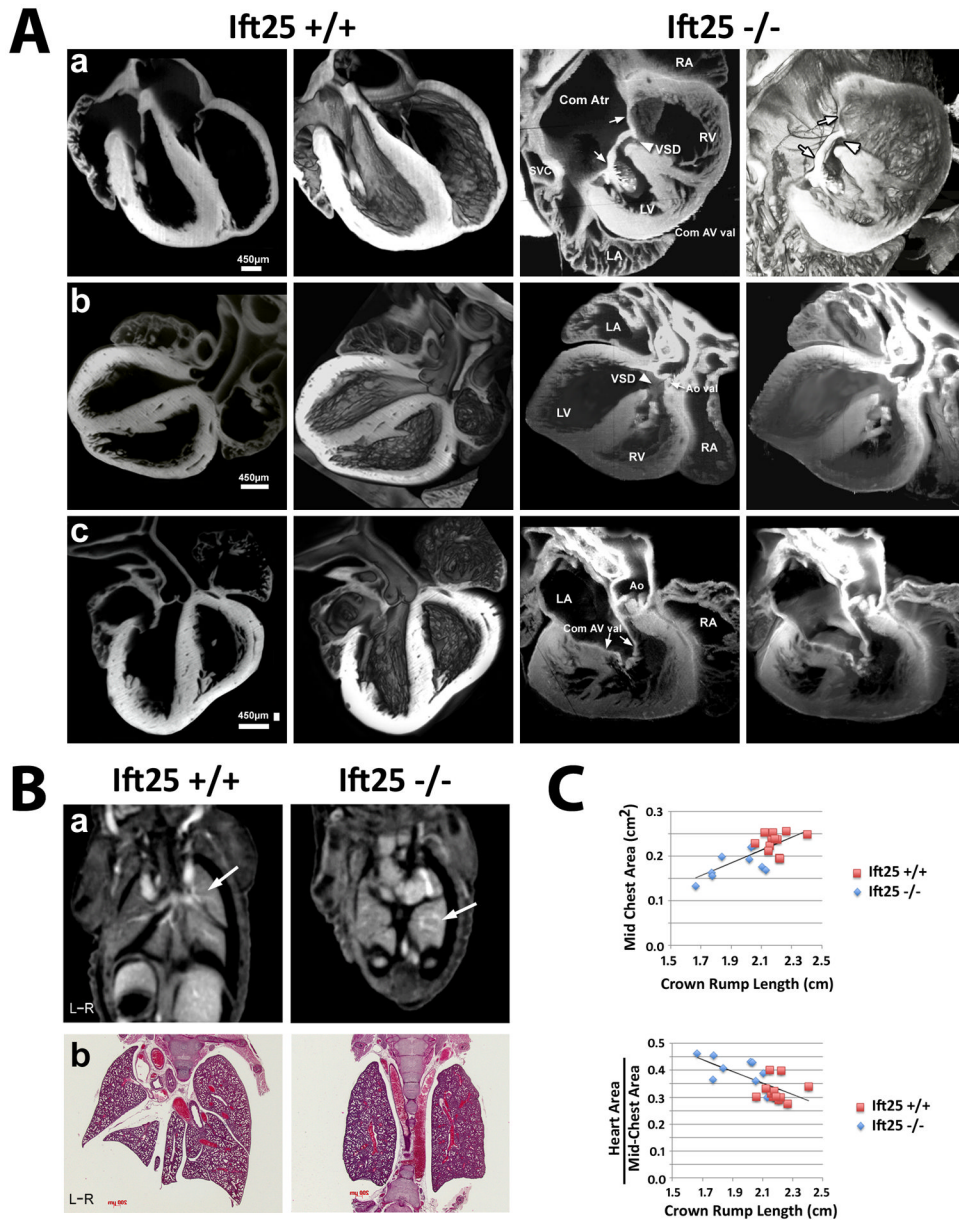 A
Ift25 +/+
Ift25 -/-
a
450µm
Com Atr
RA
RV
VSD
SVC
LV
Com AV val
LA
b
450µm
LA
VSD
Ao val
LV
RA
RV
c
450µm
LA
Ao
RA
Com AV val
B
Ift25 +/+
Ift25 -/-
a
L-R
b
L-R
500 µm
500 µm
C
Mid Chest Area (cm2)
0.3
0.2
0.1
0.0
1.5 1.7 1.9 2.1 2.3 2.5
Crown Rump Length (cm)
Ift25 +/+
Ift25 -/-
Heart Area
Mid-Chest Area
0.5
0.4
0.3
0.2
0.1
0
1.5 1.7 1.9 2.1 2.3 2.5
Crown Rump Length (cm)
Ift25 +/+
Ift25 -/-